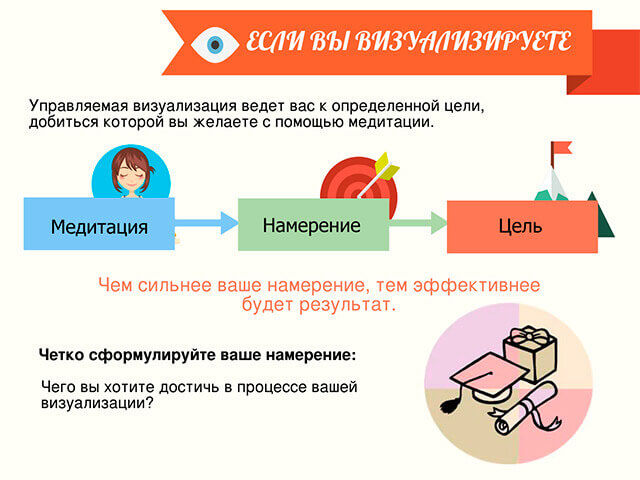 ЕСЛИ ВЫ ВИЗУАЛИЗИРУЕТЕ
Управляемая визуализация ведет вас к определенной цели,
добиться которой вы желаете с помощью медитации.
Медитация
Намерение
Цель
Чем сильнее ваше намерение, тем эффективнее
будет результат.
Четко сформулируйте ваше намерение:
Чего вы хотите достичь в процессе вашей
визуализации?